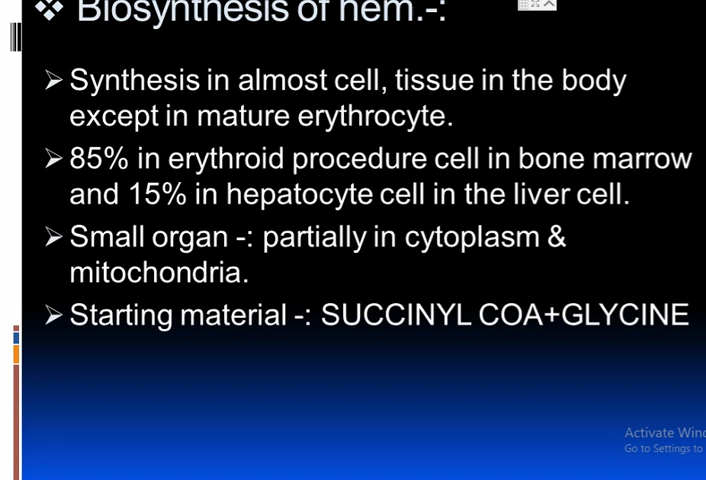 ❖ Biosynthesis of hem.-:
➢ Synthesis in almost cell, tissue in the body
except in mature erythrocyte.
➢ 85% in erythroid procedure cell in bone marrow
and 15% in hepatocyte cell in the liver cell.
➢ Small organ -: partially in cytoplasm &
mitochondria.
➢ Starting material -: SUCCINYL COA+GLYCINE
Activate Win
Go to Settings to